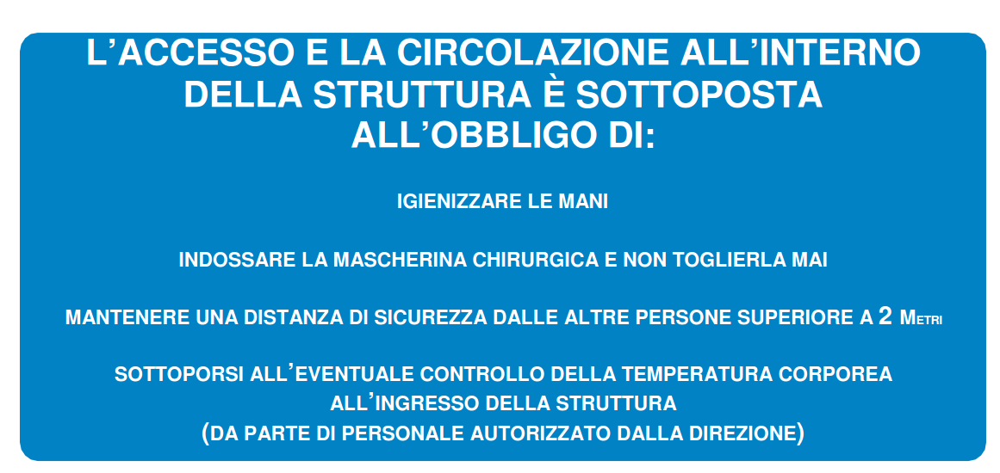 L’ACCESSO E LA CIRCOLAZIONE ALL’INTERNO
DELLA STRUTTURA È SOTTOPOSTA
ALL’OBBLIGO DI:
IGIENIZZARE LE MANI
INDOSSARE LA MASCHERINA CHIRURGICA E NON TOGLIERLA MAI
MANTENERE UNA DISTANZA DI SICUREZZA DALLE ALTRE PERSONE SUPERIORE A 2 METRI
SOTTOPORSI ALL’EVENTUALE CONTROLLO DELLA TEMPERATURA CORPOREA
ALL’INGRESSO DELLA STRUTTURA
(DA PARTE DI PERSONALE AUTORIZZATO DALLA DIREZIONE)